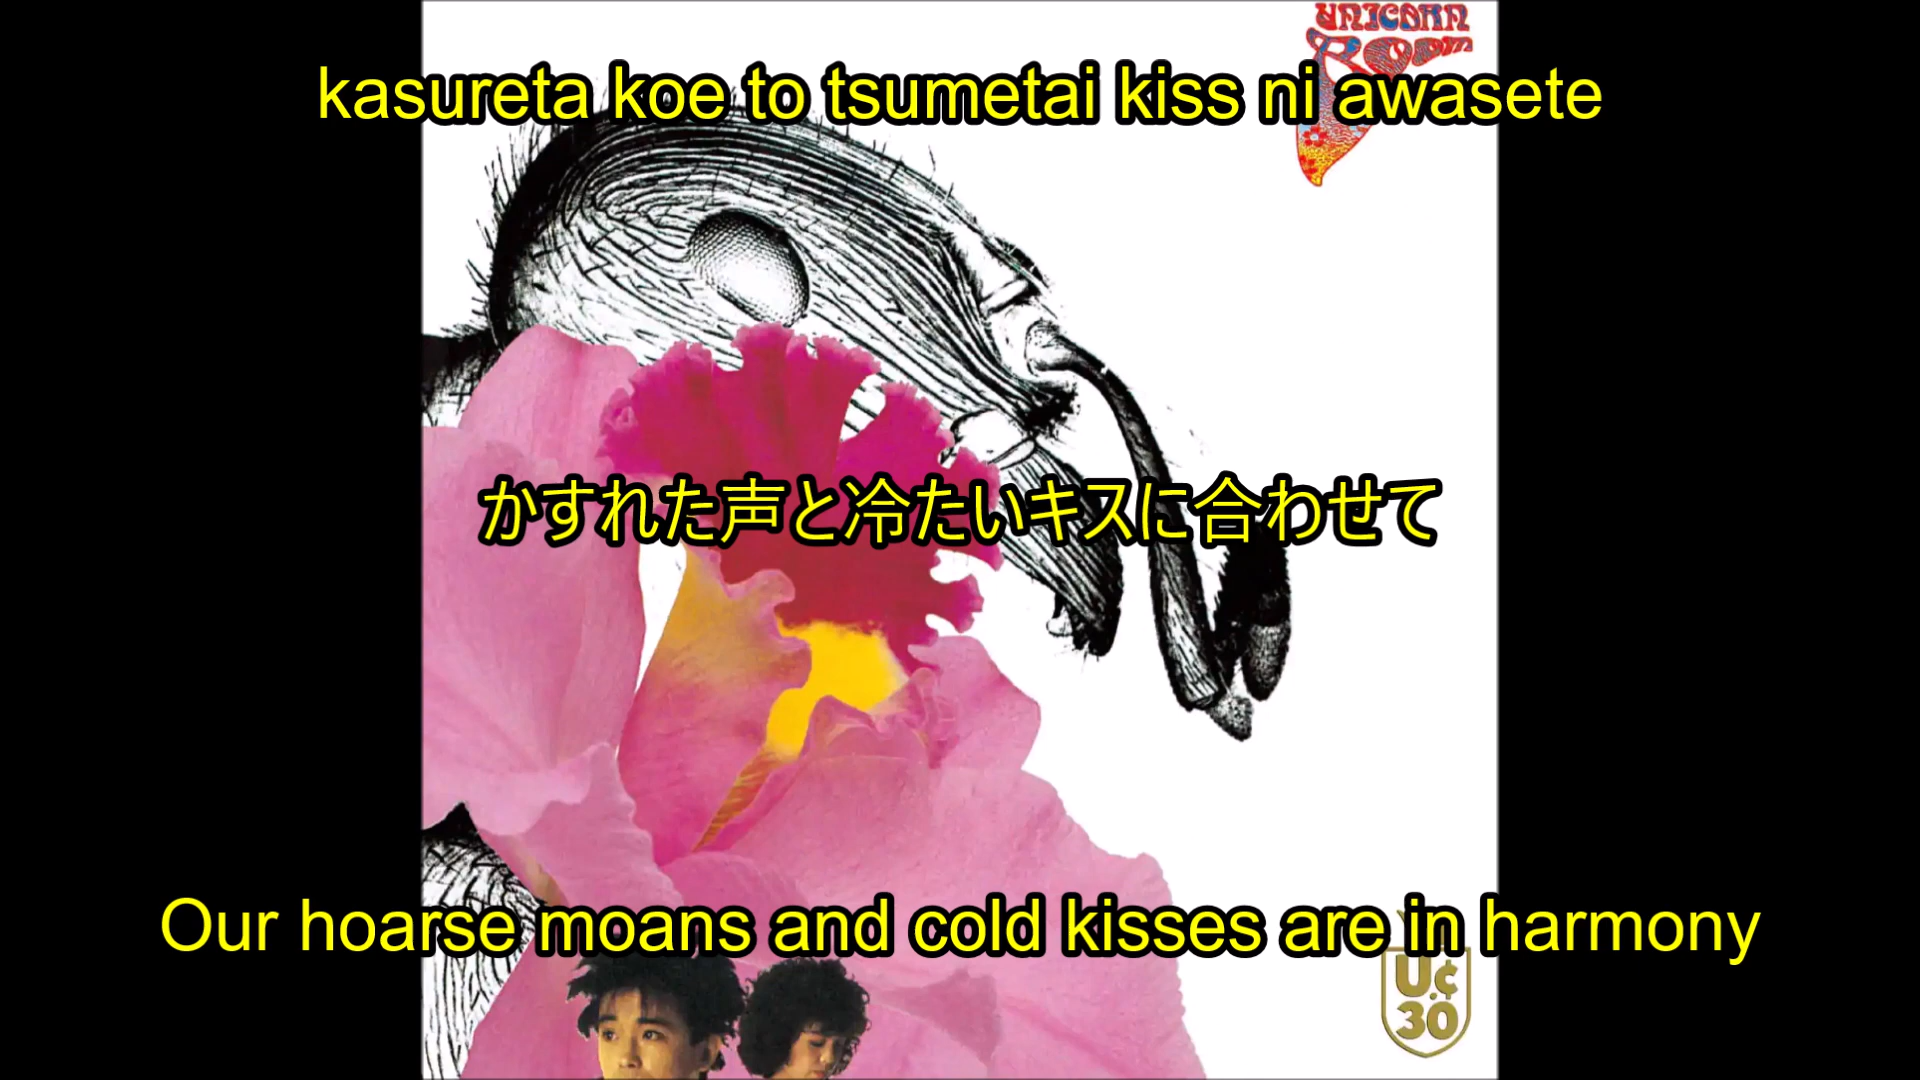 UNICORN
BOOM
kasureta koe to tsumetai kiss ni awasete
かすれた声と冷たいキスに合わせて
Our hoarse moans and cold kisses are in harmony
U.C
30